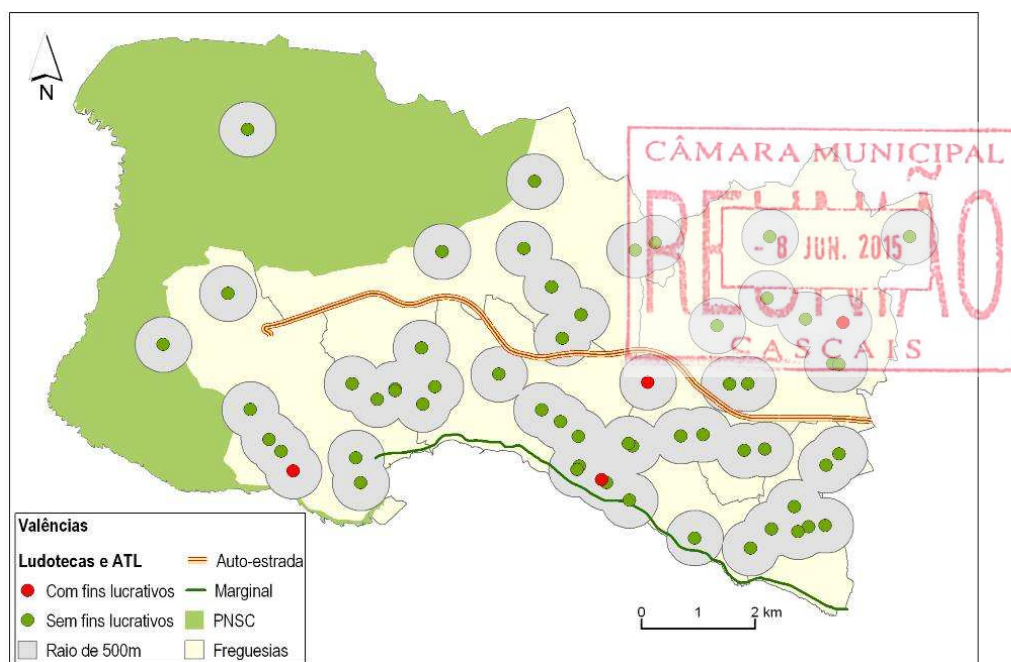 N
CÂMARA MUNICIPAL
REUNIÃO
- 8 JUN. 2015
CASCAIS
Valências
Ludotecas e ATL
Com fins lucrativos
Sem fins lucrativos
Raio de 500m
Auto-estrada
Marginal
PNSC
Freguesias
0 1 2 km